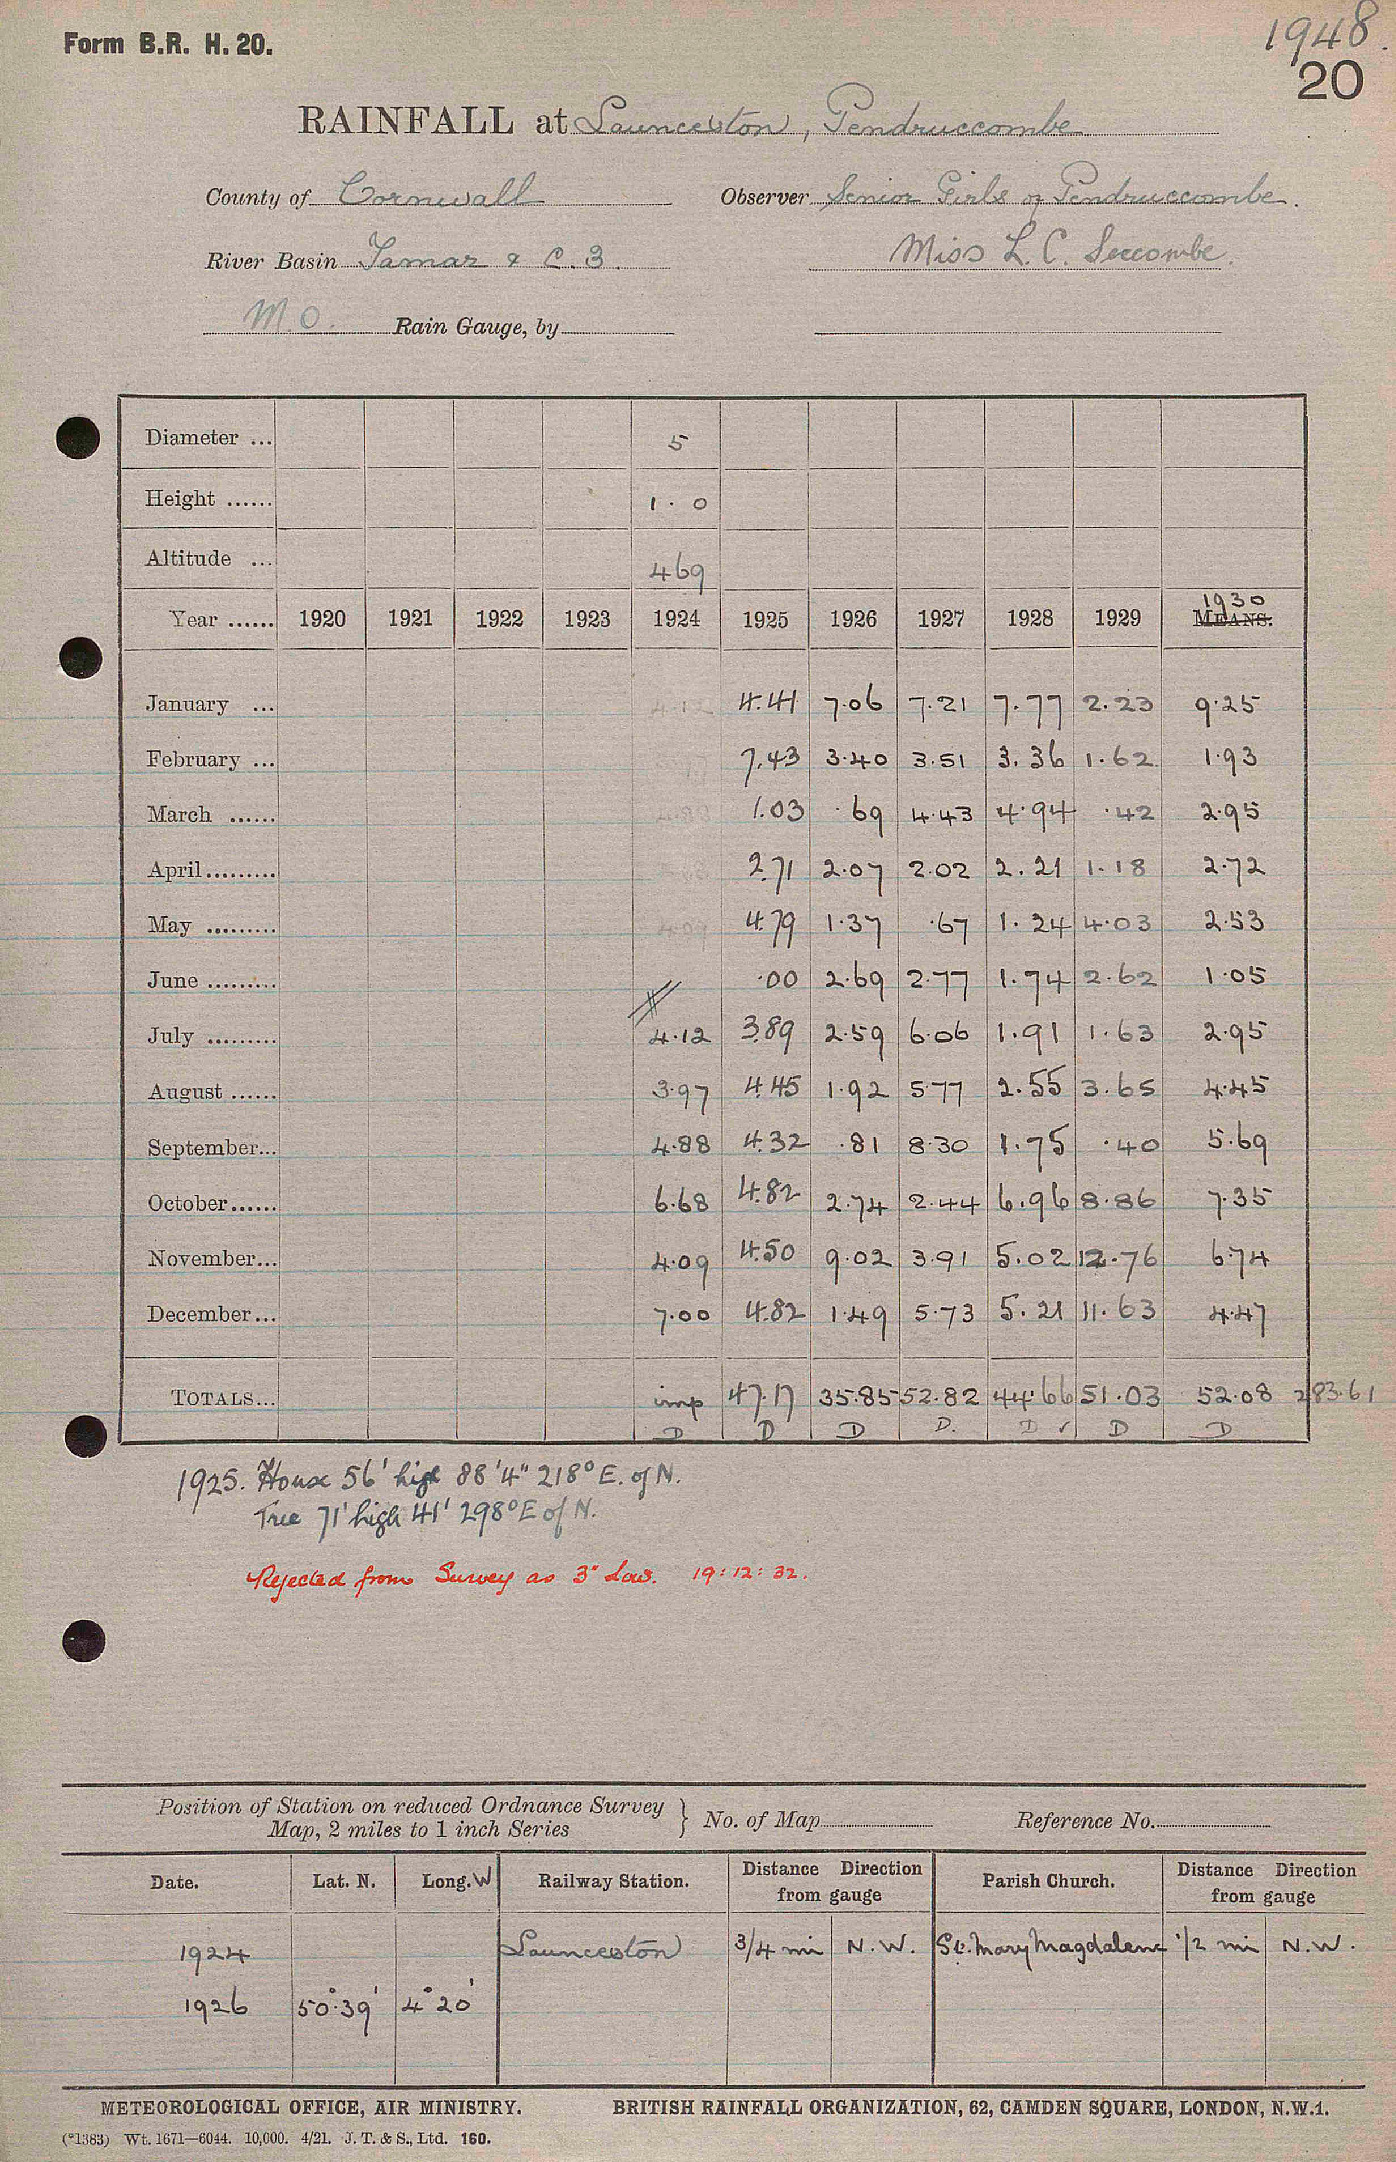 Form B.R. H. 20.
1948.
20
RAINFALL at Launceston, Pendruccombe
County of Cornwall Observer Senior Girls of Pendruccombe.
River Basin Tamar & C. 3 Miss L. C. Seccombe.
M.O. Rain Gauge, by
Diameter ... 5
Height ...... 1 . 0
Altitude ... 469
Year ...... 1920 1921 1922 1923 1924 1925 1926 1927 1928 1929 1930 MEANS.
January ... 4.41 7.06 7.21 7.77 2.23 9.25
February ... 7.43 3.40 3.51 3.36 1.62 1.93
March ...... 1.03 .69 4.43 4.94 .42 2.95
April......... 2.71 2.07 2.02 2.21 1.18 2.72
May ......... 4.79 1.37 .67 1.24 4.03 2.53
June ......... .00 2.69 2.77 1.74 2.62 1.05
July ......... 4.12 3.89 2.59 6.06 1.91 1.63 2.95
August ...... 3.97 4.45 1.92 5.77 2.55 3.65 4.45
September... 4.88 4.32 .81 8.30 1.75 .40 5.69
October...... 6.68 4.82 2.74 2.44 6.96 8.86 7.35
November... 4.09 4.50 9.02 3.91 5.02 12.76 6.74
December... 7.00 4.82 1.49 5.73 5.21 11.63 4.47
TOTALS... imp 47.17 35.85 52.82 44.66 51.03 52.08 283.61
D D D D. D ✓ D D
1925. House 56' high 88'4" 218° E. of N.
Tree 71' high 41' 298° E of N.
Rejected from Survey as 3" low. 19:12:32.
Position of Station on reduced Ordnance Survey
Map, 2 miles to 1 inch Series } No. of Map Reference No.
Date. Lat. N. Long. W Railway Station. Distance Direction from gauge Parish Church. Distance Direction from gauge
1924 Launceston 3/4 mi N.W. St. Mary Magdalene 1/2 mi N.W.
1926 50°.39' 4°20'
METEOROLOGICAL OFFICE, AIR MINISTRY. BRITISH RAINFALL ORGANIZATION, 62, CAMDEN SQUARE, LONDON, N.W.1.
(*1383) Wt. 1671—6044. 10,000. 4/21. J. T. & S., Ltd. 160.